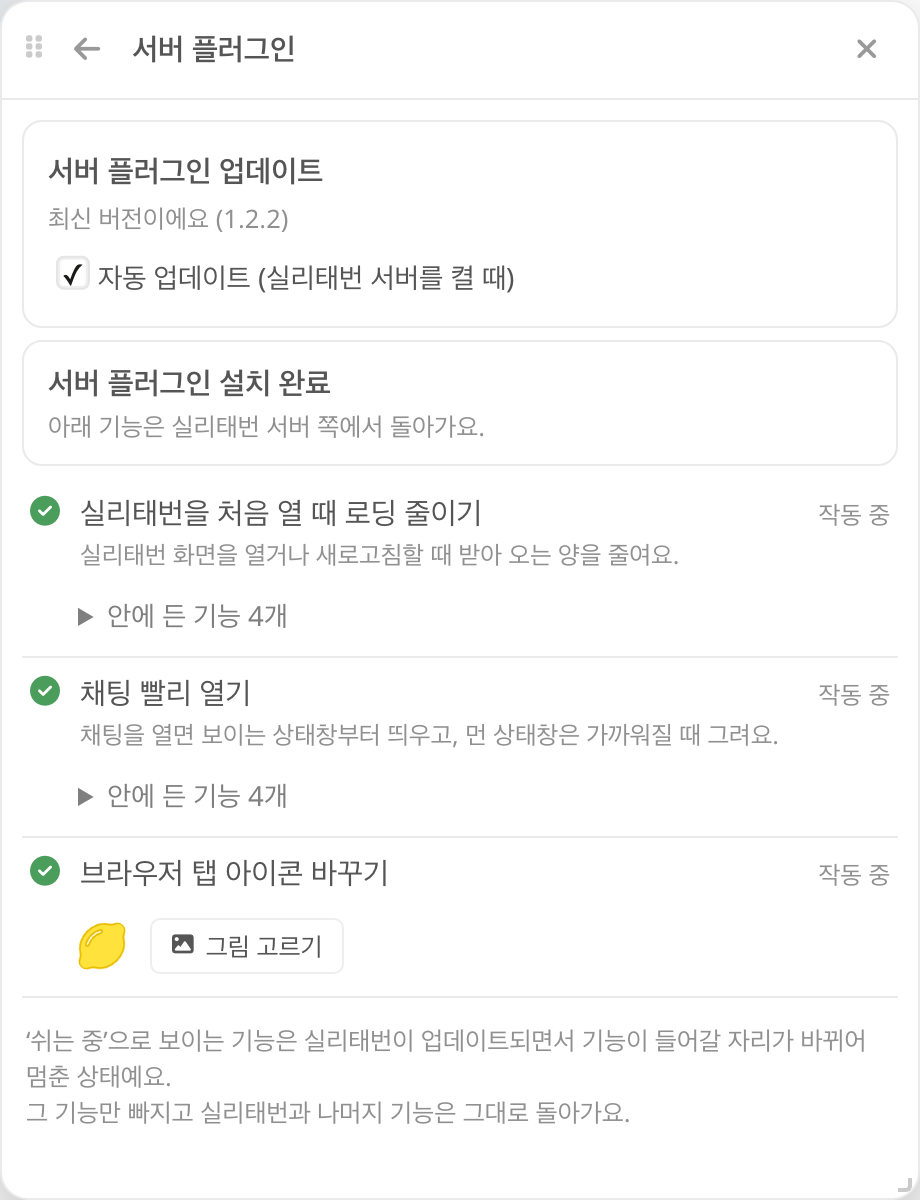 서버 플러그인
서버 플러그인 업데이트
최신 버전이에요 (1.2.2)
자동 업데이트 (실리태번 서버를 켤 때)
서버 플러그인 설치 완료
아래 기능은 실리태번 서버 쪽에서 돌아가요.
실리태번을 처음 열 때 로딩 줄이기
작동 중
실리태번 화면을 열거나 새로고침할 때 받아 오는 양을 줄여요.
▶ 안에 든 기능 4개
채팅 빨리 열기
작동 중
채팅을 열면 보이는 상태창부터 띄우고, 먼 상태창은 가까워질 때 그려요.
▶ 안에 든 기능 4개
브라우저 탭 아이콘 바꾸기
작동 중
그림 고르기
‘쉬는 중’으로 보이는 기능은 실리태번이 업데이트되면서 기능이 들어갈 자리가 바뀌어
멈춘 상태예요.
그 기능만 빠지고 실리태번과 나머지 기능은 그대로 돌아가요.